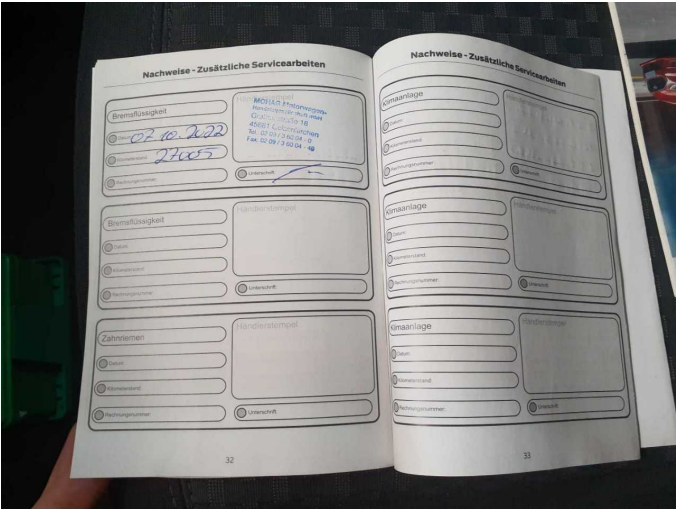 Nachweise - Zusätzliche Servicearbeiten
Bremsflüssigkeit
Datum 07.10.2022
Kilometerstand 27005
Rechnungsnummer
Händlerstempel
Tel. 02 09 / 3 60 04 - 0
Fax. 02 09 / 3 60 04 -
Unterschrift
Bremsflüssigkeit
Datum
Kilometerstand
Rechnungsnummer
Händlerstempel
Unterschrift
Zahnriemen
Datum
Kilometerstand
Rechnungsnummer
Händlerstempel
Unterschrift
32
Nachweise - Zusätzliche Servicearbeiten
Klimaanlage
Datum
Kilometerstand
Rechnungsnummer
Händlerstempel
Unterschrift
Klimaanlage
Datum
Kilometerstand
Rechnungsnummer
Händlerstempel
Unterschrift
Klimaanlage
Datum
Kilometerstand
Rechnungsnummer
Händlerstempel
Unterschrift
33